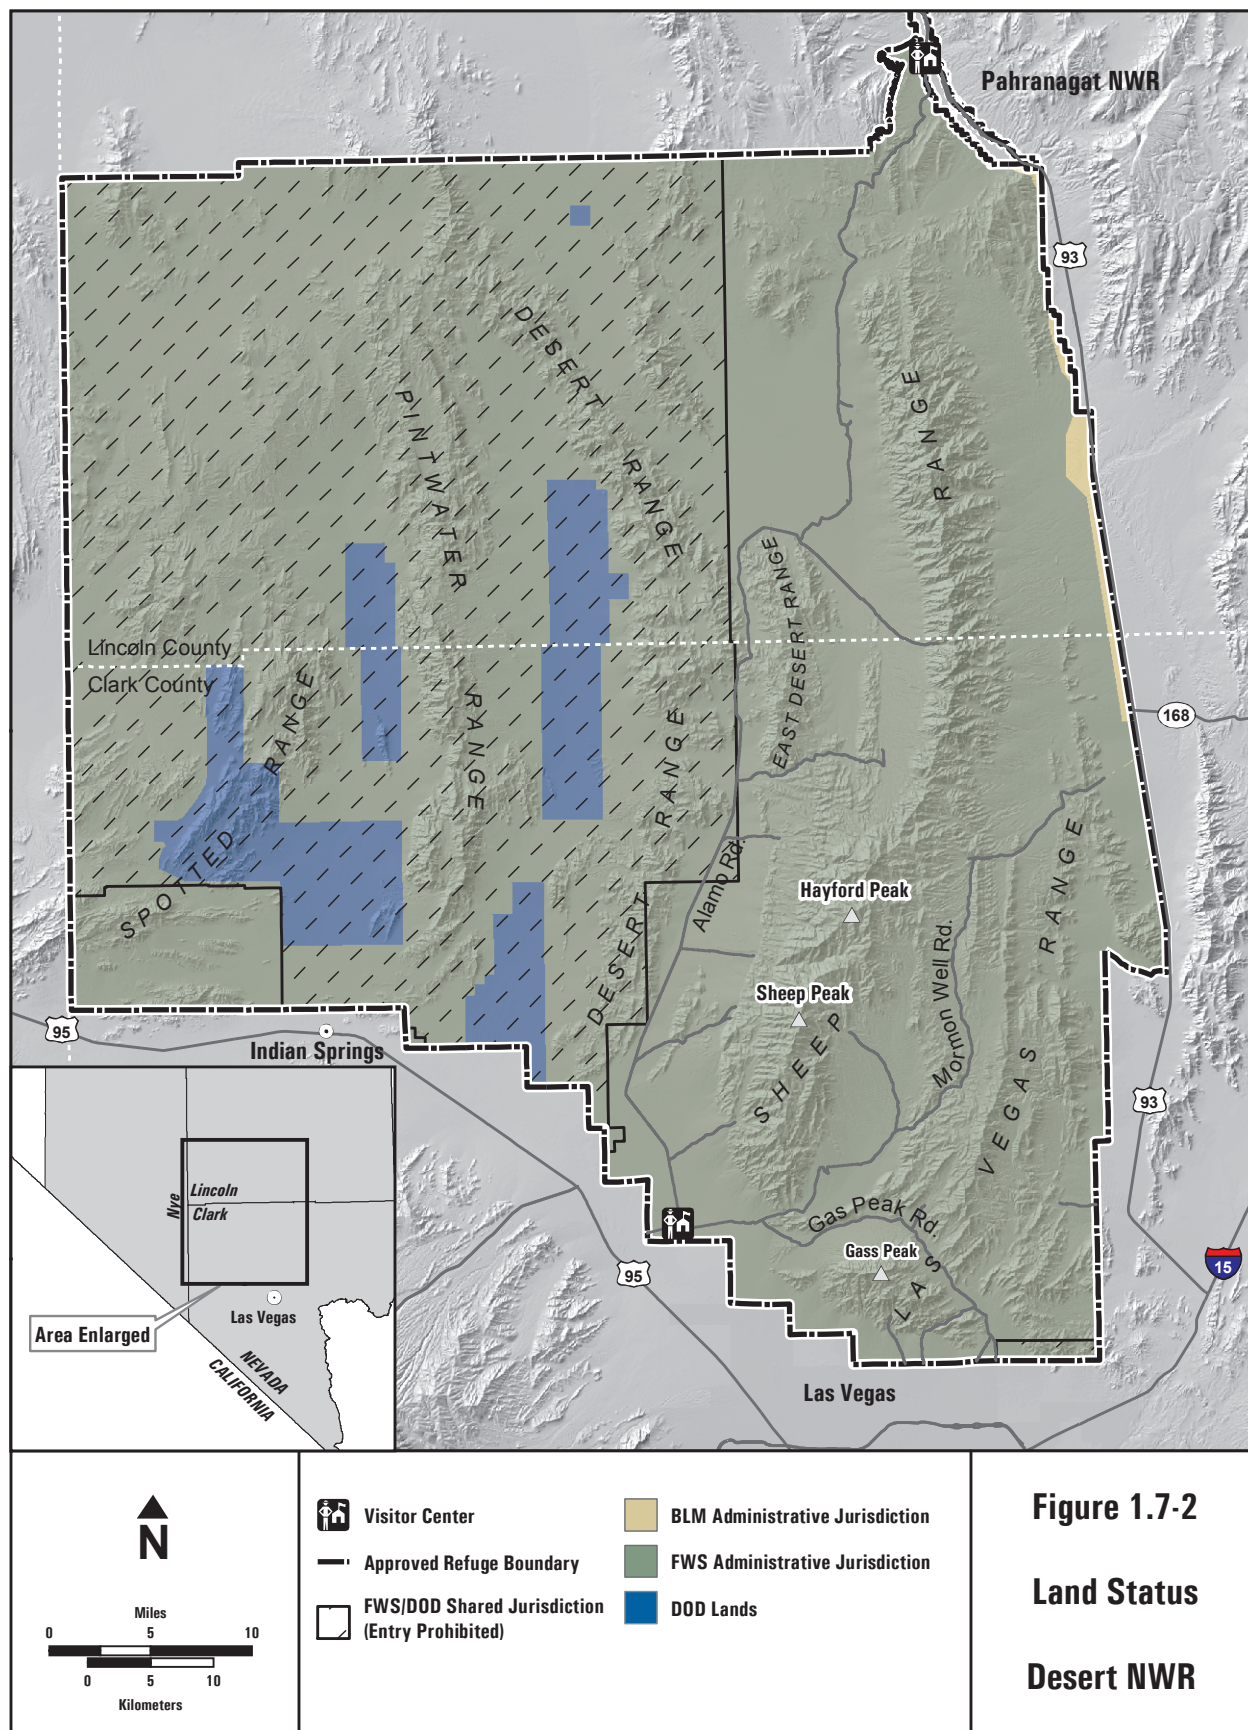 Pahranagat NWR
93
DESERT
RANGE
PINTWATER
RANGE
RANGE
EAST DESERT RANGE
Lincoln County
Clark County
168
SPOTTED
RANGE
DESERT
RANGE
Alamo Rd.
Hayford Peak
Sheep Peak
SHEEP
Mormon Well Rd.
RANGE
VEGAS
LAS
95
Indian Springs
93
Gas Peak Rd.
Gass Peak
95
15
Las Vegas
Nye
Lincoln
Clark
Las Vegas
Area Enlarged
NEVADA
CALIFORNIA
N
Miles
0 5 10
0 5 10
Kilometers
Visitor Center
Approved Refuge Boundary
FWS/DOD Shared Jurisdiction
(Entry Prohibited)
BLM Administrative Jurisdiction
FWS Administrative Jurisdiction
DOD Lands
Figure 1.7-2
Land Status
Desert NWR